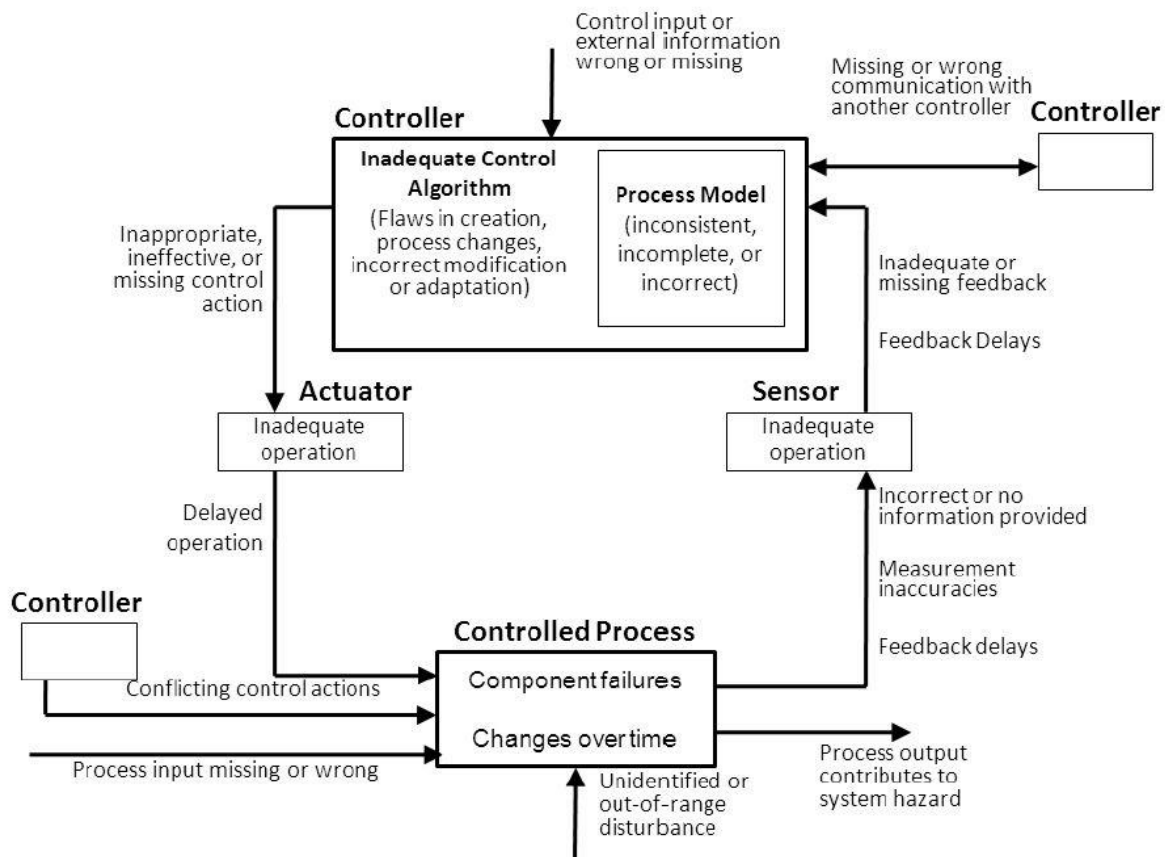 Control input or
external information
wrong or missing
Missing or wrong
communication with
another controller
Controller
Controller
Inadequate Control
Algorithm
(Flaws in creation,
process changes,
incorrect modification
or adaptation)
Process Model
(inconsistent,
incomplete, or
incorrect)
Inappropriate,
ineffective, or
missing control
action
Inadequate or
missing feedback
Feedback Delays
Actuator
Inadequate
operation
Sensor
Inadequate
operation
Delayed
operation
Incorrect or no
information provided
Measurement
inaccuracies
Feedback delays
Controller
Conflicting control actions
Process input missing or wrong
Controlled Process
Component failures
Changes over time
Unidentified or
out-of-range
disturbance
Process output
contributes to
system hazard